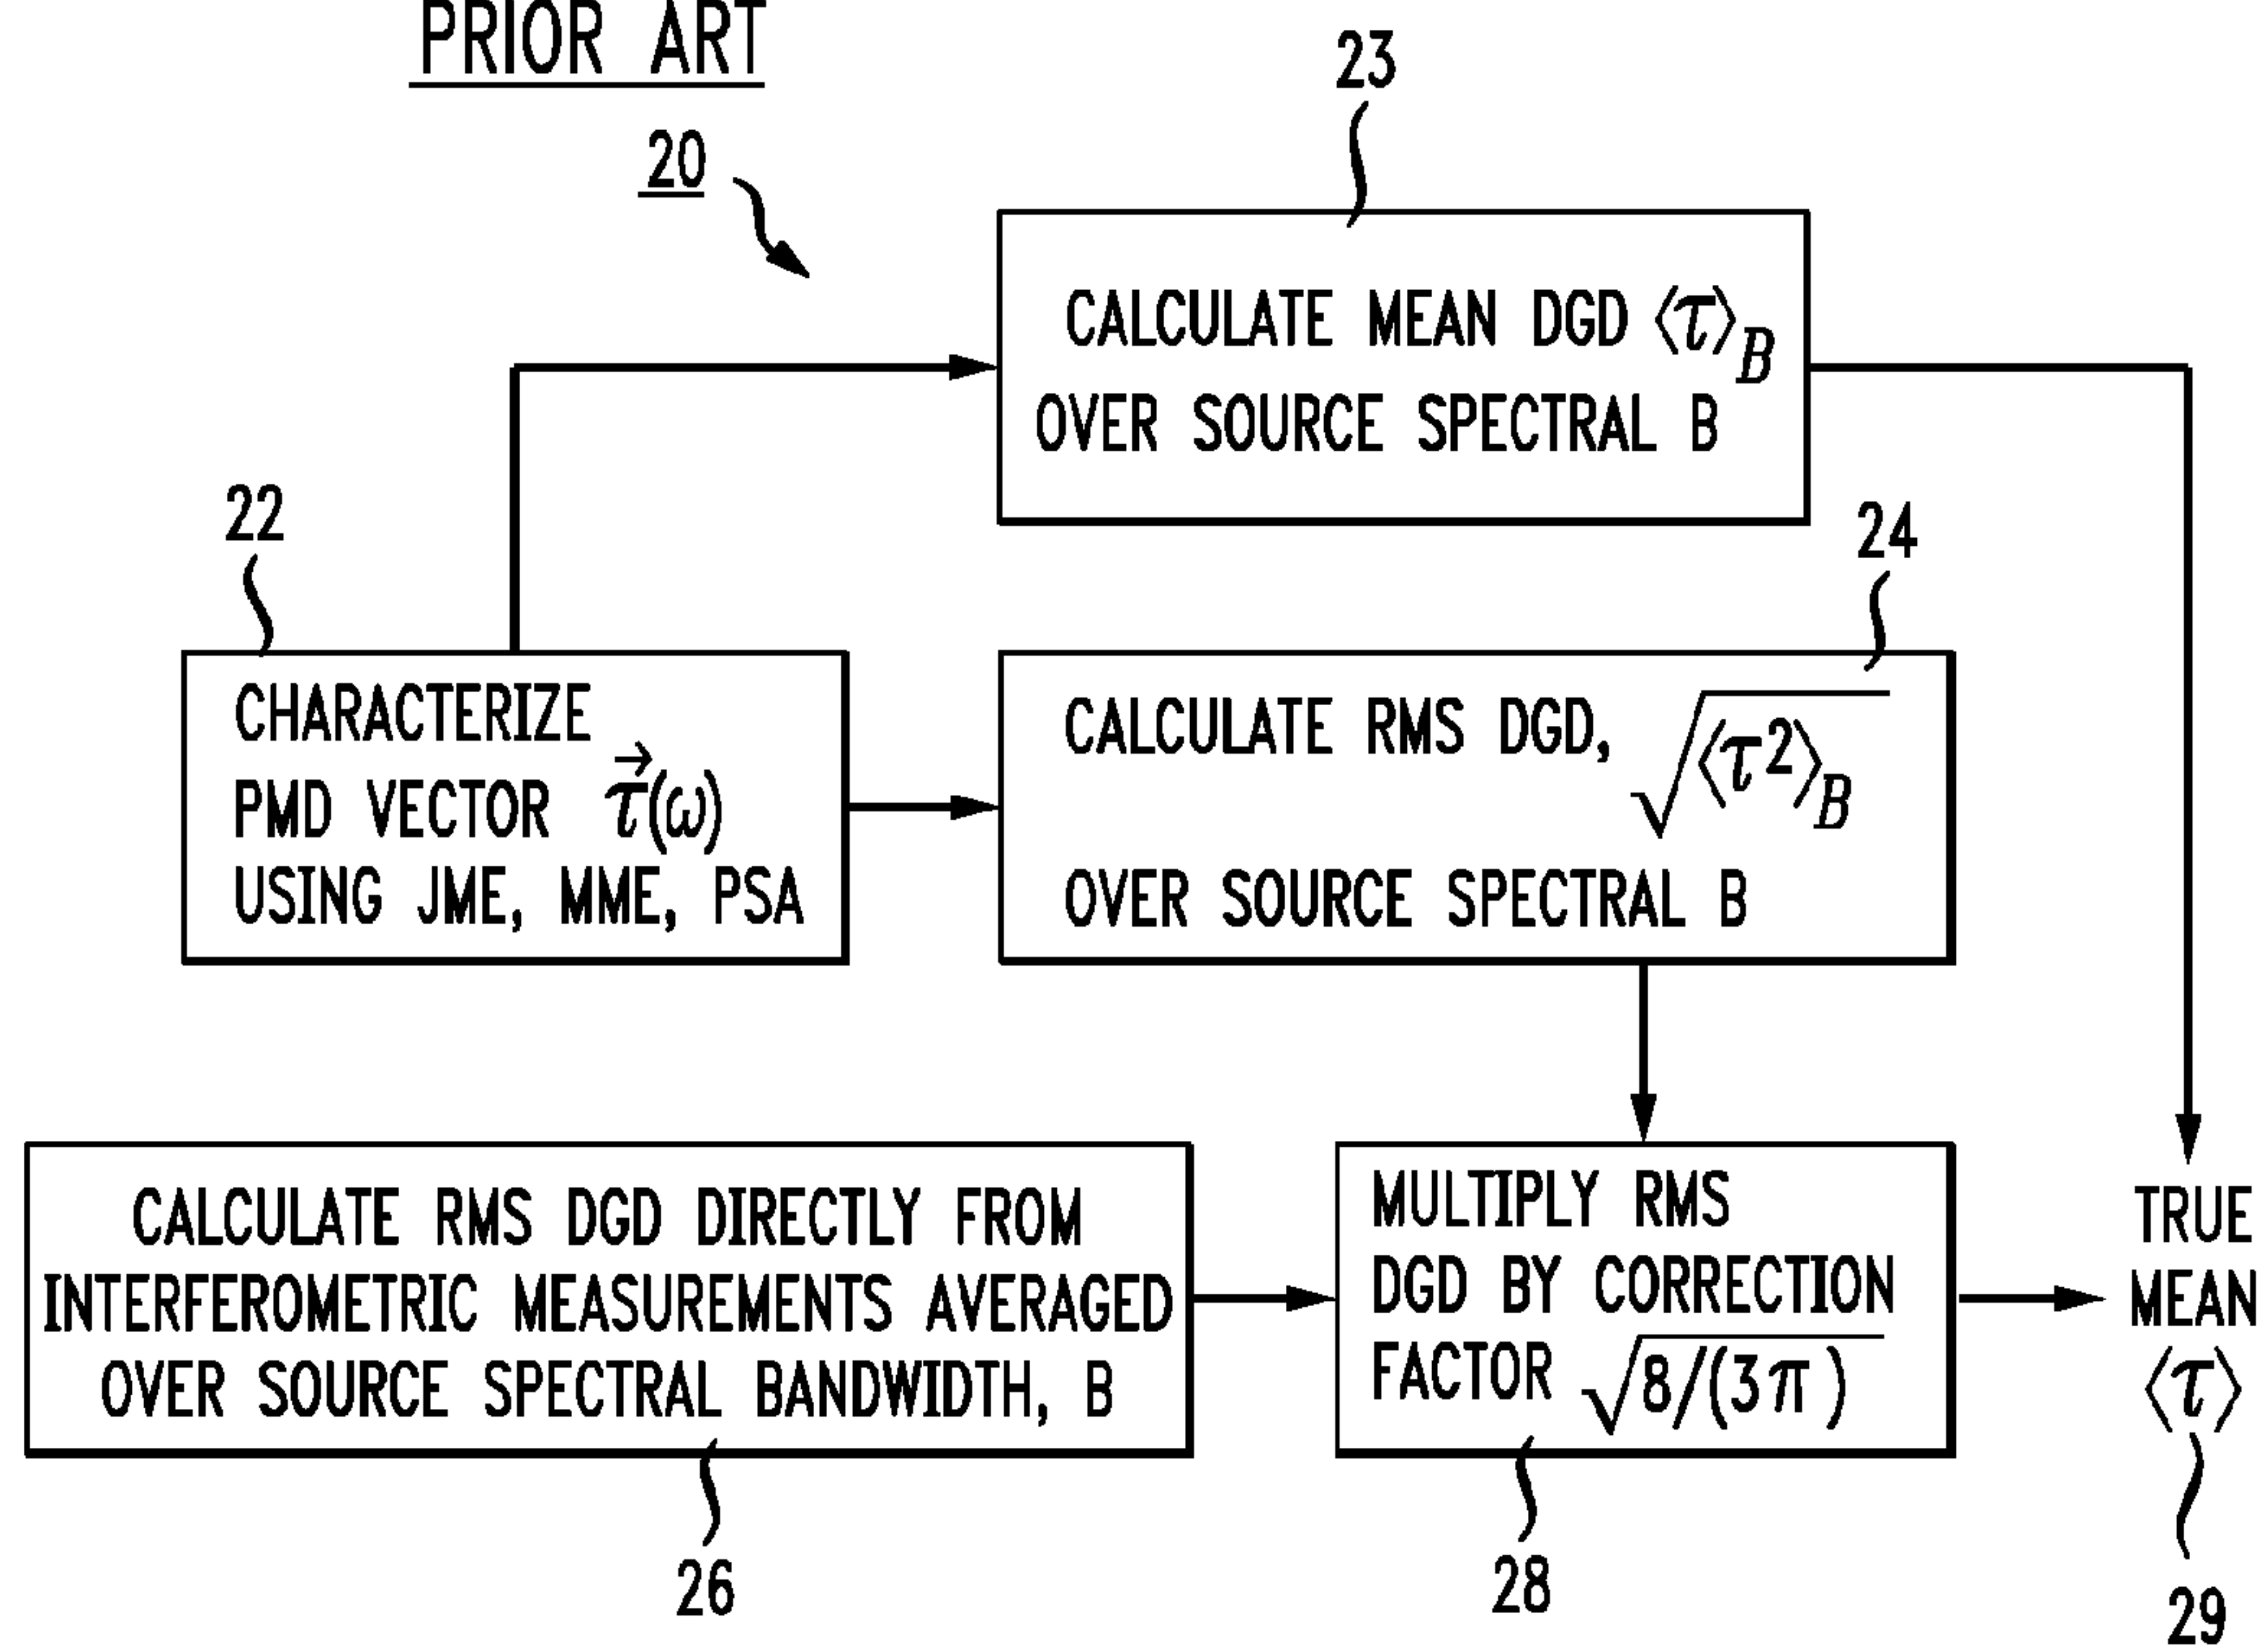 PRIOR ART
20
23
CALCULATE MEAN DGD ⟨τ⟩B
OVER SOURCE SPECTRAL B
22
CHARACTERIZE
PMD VECTOR τ⃗(ω)
USING JME, MME, PSA
24
CALCULATE RMS DGD, √⟨τ²⟩B
OVER SOURCE SPECTRAL B
CALCULATE RMS DGD DIRECTLY FROM
INTERFEROMETRIC MEASUREMENTS AVERAGED
OVER SOURCE SPECTRAL BANDWIDTH, B
26
MULTIPLY RMS
DGD BY CORRECTION
FACTOR √8/(3π)
28
TRUE
MEAN
⟨τ⟩
29